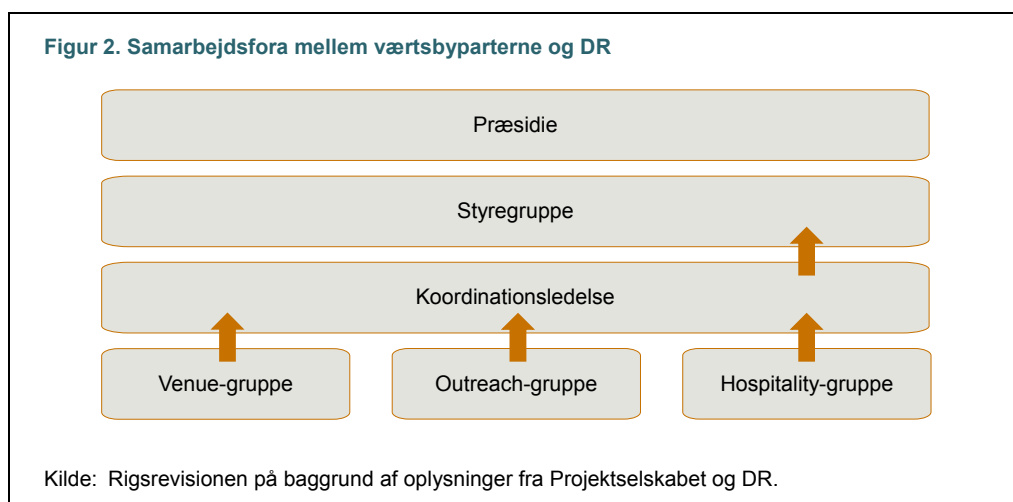 Figur 2. Samarbejdsfora mellem værtsbyparterne og DR
Præsidie
Styregruppe
Koordinationsledelse
Venue-gruppe
Outreach-gruppe
Hospitality-gruppe
Kilde: Rigsrevisionen på baggrund af oplysninger fra Projektselskabet og DR.